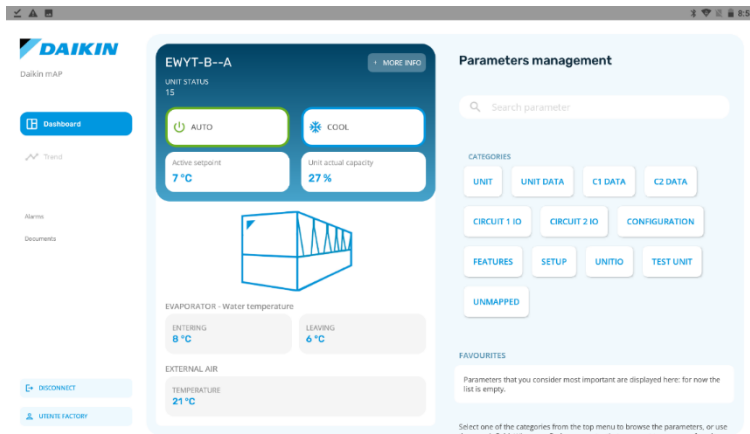 8:5
DAIKIN
Daikin mAP
Dashboard
Trend
Alarms
Documents
DISCONNECT
UTENTE FACTORY
EWYT-B--A
MORE INFO
UNIT STATUS
15
AUTO
COOL
Active setpoint
7 °C
Unit actual capacity
27 %
EVAPORATOR - Water temperature
ENTERING
8 °C
LEAVING
6 °C
EXTERNAL AIR
TEMPERATURE
21 °C
Parameters management
Search parameter
CATEGORIES
UNIT
UNIT DATA
C1 DATA
C2 DATA
CIRCUIT 1 IO
CIRCUIT 2 IO
CONFIGURATION
FEATURES
SETUP
UNITIO
TEST UNIT
UNMAPPED
FAVOURITES
Parameters that you consider most important are displayed here: for now the
list is empty.
Select one of the categories from the top menu to browse the parameters, or use